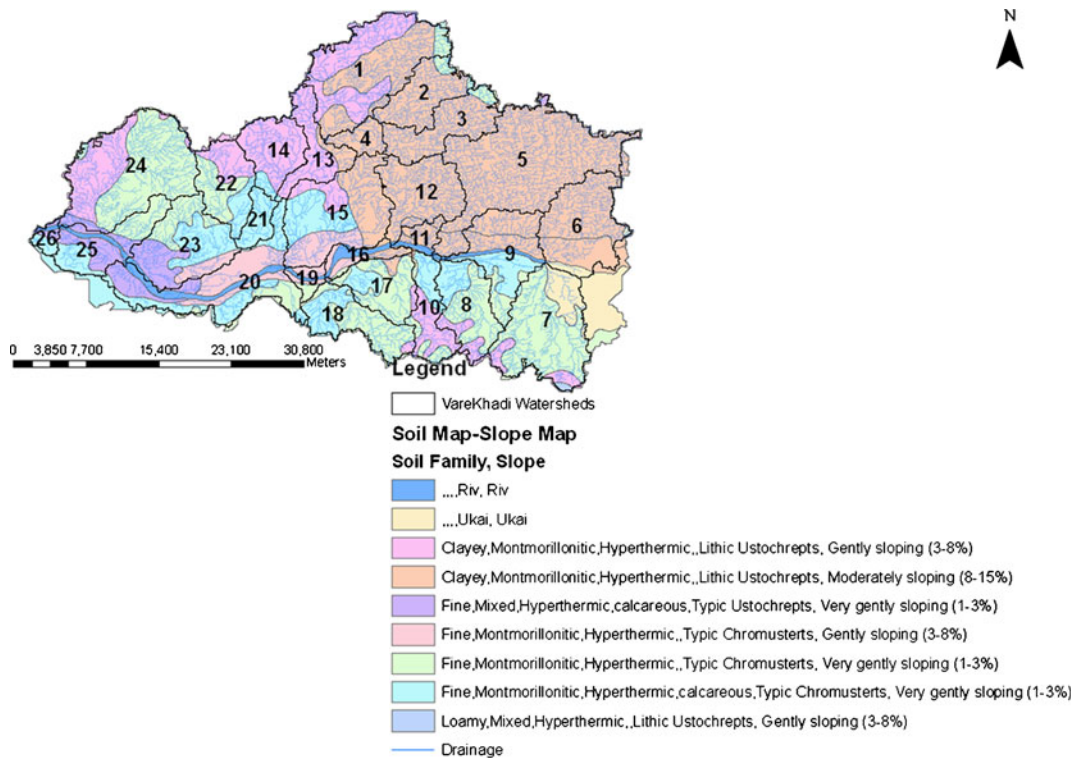 N
1
2
3
4
5
14
13
24
22
12
15
21
6
26
25
23
11
9
16
20
19
17
10
8
18
7
0 3,850 7,700 15,400 23,100 30,800
Meters
Legend
VareKhadi Watersheds
Soil Map-Slope Map
Soil Family, Slope
,,,,Riv, Riv
,,,,Ukai, Ukai
Clayey,Montmorillonitic,Hyperthermic,,Lithic Ustochrepts, Gently sloping (3-8%)
Clayey,Montmorillonitic,Hyperthermic,,Lithic Ustochrepts, Moderately sloping (8-15%)
Fine,Mixed,Hyperthermic,calcareous,Typic Ustochrepts, Very gently sloping (1-3%)
Fine,Montmorillonitic,Hyperthermic,,Typic Chromusterts, Gently sloping (3-8%)
Fine,Montmorillonitic,Hyperthermic,,Typic Chromusterts, Very gently sloping (1-3%)
Fine,Montmorillonitic,Hyperthermic,calcareous,Typic Chromusterts, Very gently sloping (1-3%)
Loamy,Mixed,Hyperthermic,,Lithic Ustochrepts, Gently sloping (3-8%)
Drainage